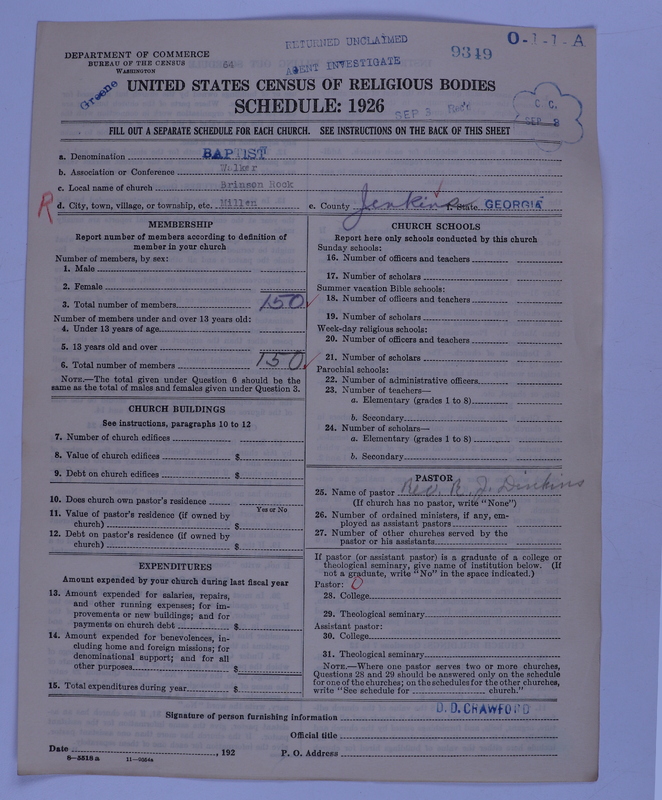 RETURNED UNCLAIMED
AGENT INVESTIGATE
9349
O-1-1-A
DEPARTMENT OF COMMERCE
BUREAU OF THE CENSUS
WASHINGTON
64
Greene
UNITED STATES CENSUS OF RELIGIOUS BODIES
SCHEDULE: 1926
SEP 3 Rec'd
C. C.
SEP 2
FILL OUT A SEPARATE SCHEDULE FOR EACH CHURCH. SEE INSTRUCTIONS ON THE BACK OF THIS SHEET
a. Denomination BAPTIST
b. Association or Conference Walker
c. Local name of church Brinson Rock
R d. City, town, village, or township, etc. Millen e. County Jenkins f. State GEORGIA
MEMBERSHIP
Report number of members according to definition of
member in your church
Number of members, by sex:
1. Male
2. Female
3. Total number of members 150
Number of members under and over 13 years old:
4. Under 13 years of age
5. 13 years old and over
6. Total number of members 150
NOTE.—The total given under Question 6 should be the
same as the total of males and females given under Question 3.
CHURCH BUILDINGS
See instructions, paragraphs 10 to 12
7. Number of church edifices
8. Value of church edifices $
9. Debt on church edifices $
10. Does church own pastor's residence
Yes or No
11. Value of pastor's residence (if owned by
church) $
12. Debt on pastor's residence (if owned by
church) $
EXPENDITURES
Amount expended by your church during last fiscal year
13. Amount expended for salaries, repairs,
and other running expenses; for im-
provements or new buildings; and for
payments on church debt $
14. Amount expended for benevolences, in-
cluding home and foreign missions; for
denominational support; and for all
other purposes $
15. Total expenditures during year $
CHURCH SCHOOLS
Report here only schools conducted by this church
Sunday schools:
16. Number of officers and teachers
17. Number of scholars
Summer vacation Bible schools:
18. Number of officers and teachers
19. Number of scholars
Week-day religious schools:
20. Number of officers and teachers
21. Number of scholars
Parochial schools:
22. Number of administrative officers
23. Number of teachers—
a. Elementary (grades 1 to 8)
b. Secondary
24. Number of scholars—
a. Elementary (grades 1 to 8)
b. Secondary
PASTOR
25. Name of pastor Rev. R. J. Dinkins
(If church has no pastor, write "None")
26. Number of ordained ministers, if any, em-
ployed as assistant pastors
27. Number of other churches served by the
pastor or his assistants
If pastor (or assistant pastor) is a graduate of a college or
theological seminary, give name of institution below. (If
not a graduate, write "No" in the space indicated.)
Pastor: 0
28. College
29. Theological seminary
Assistant pastor:
30. College
31. Theological seminary
NOTE.—Where one pastor serves two or more churches,
Questions 28 and 29 should be answered only on the schedule
for one of the churches; on the schedules for the other churches,
write "See schedule for church."
Signature of person furnishing information D. D. CRAWFORD
Official title
Date , 192 P. O. Address
8-5518 a 11-9354a